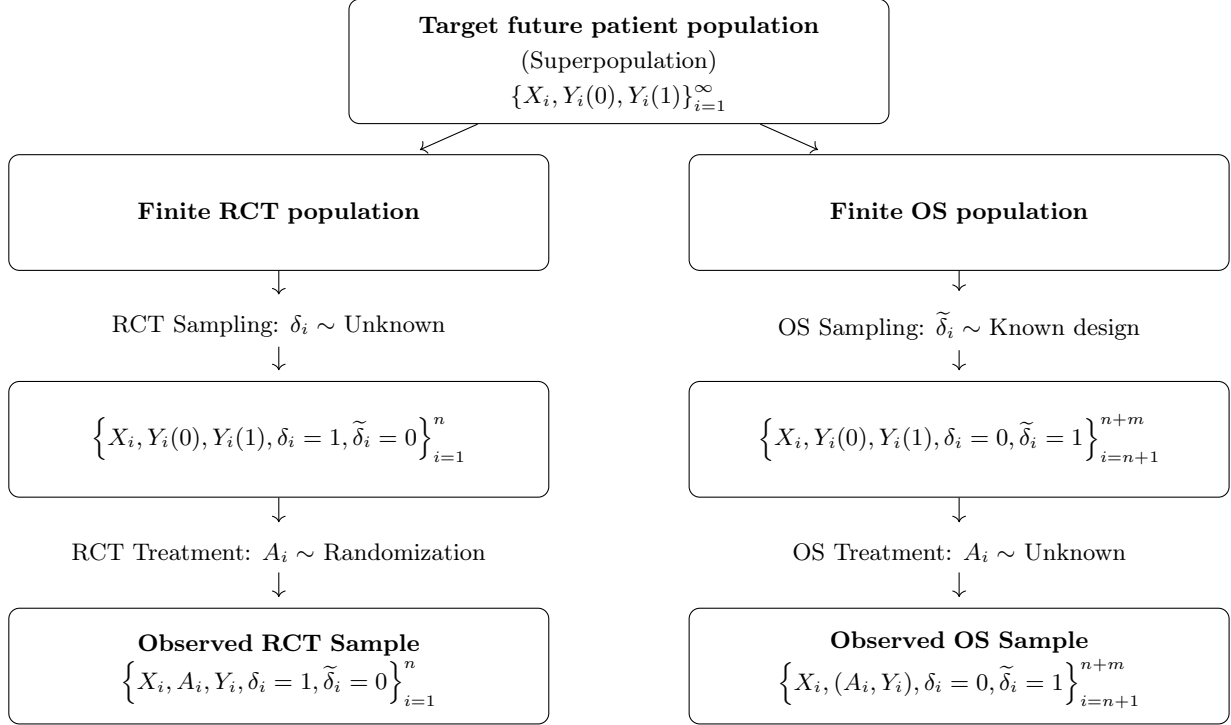 Target future patient population
(Superpopulation)
{X_i, Y_i(0), Y_i(1)}_{i=1}^{∞}
Finite RCT population
Finite OS population
RCT Sampling: δ_i ∼ Unknown
OS Sampling: δ̃_i ∼ Known design
{X_i, Y_i(0), Y_i(1), δ_i = 1, δ̃_i = 0}_{i=1}^{n}
{X_i, Y_i(0), Y_i(1), δ_i = 0, δ̃_i = 1}_{i=n+1}^{n+m}
RCT Treatment: A_i ∼ Randomization
OS Treatment: A_i ∼ Unknown
Observed RCT Sample
{X_i, A_i, Y_i, δ_i = 1, δ̃_i = 0}_{i=1}^{n}
Observed OS Sample
{X_i, (A_i, Y_i), δ_i = 0, δ̃_i = 1}_{i=n+1}^{n+m}